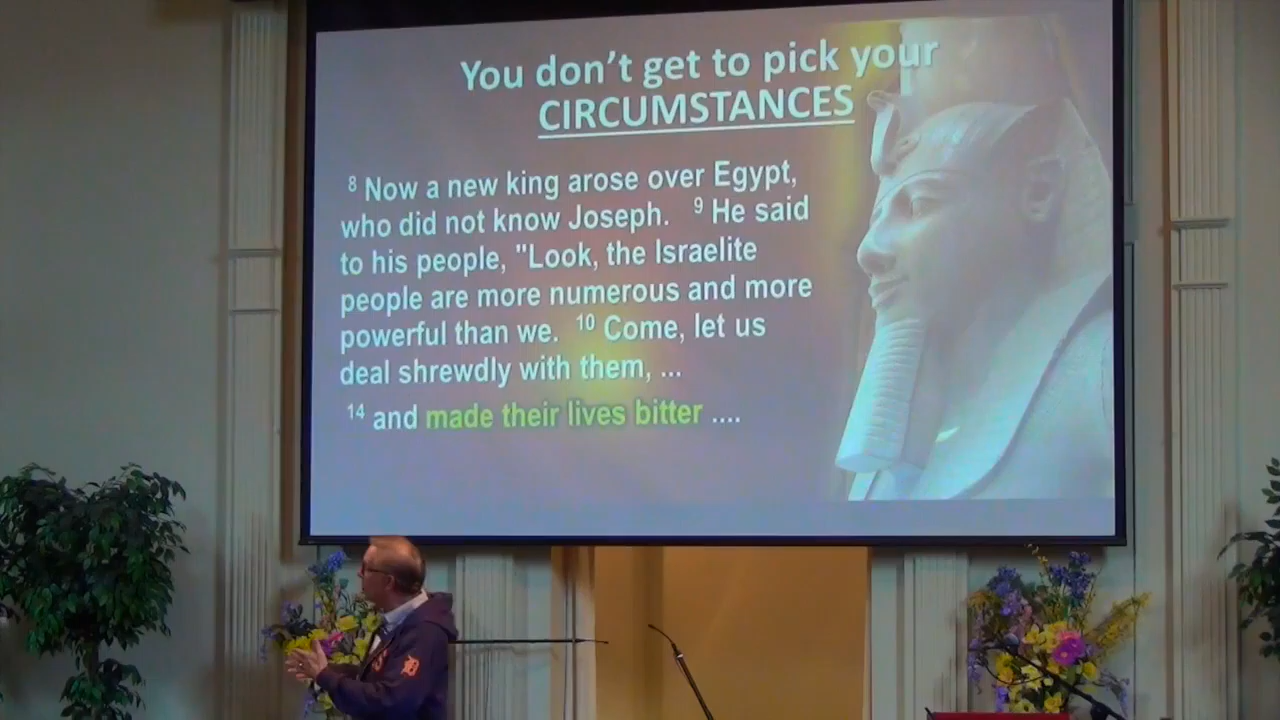 You don't get to pick your
CIRCUMSTANCES
8 Now a new king arose over Egypt,
who did not know Joseph. 9 He said
to his people, "Look, the Israelite
people are more numerous and more
powerful than we. 10 Come, let us
deal shrewdly with them, ...
14 and made their lives bitter ....